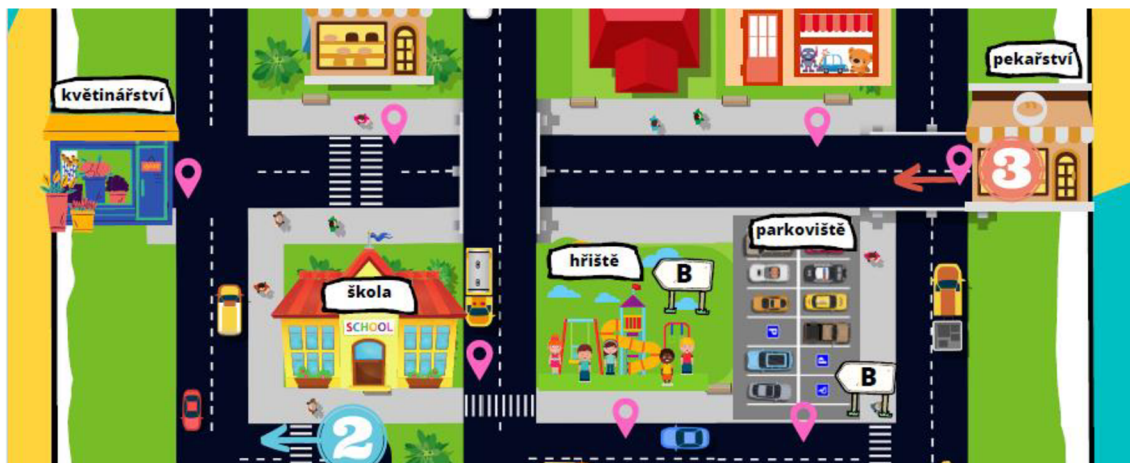 pekařství
květinářství
3
parkoviště
hřiště
B
škola
SCHOOL
B
2